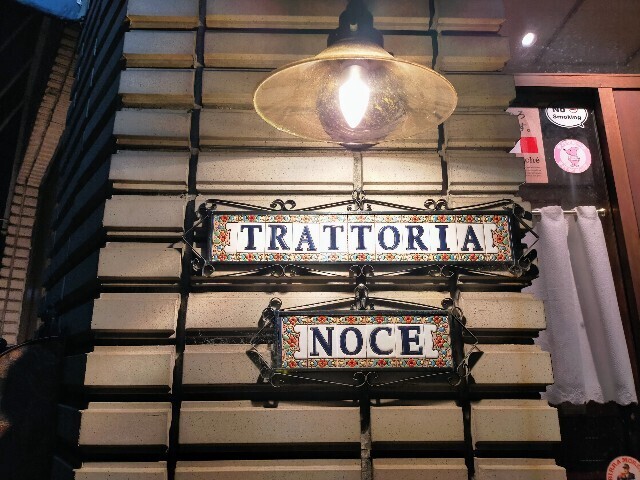 No
Smoking
TRATTORIA
NOCE